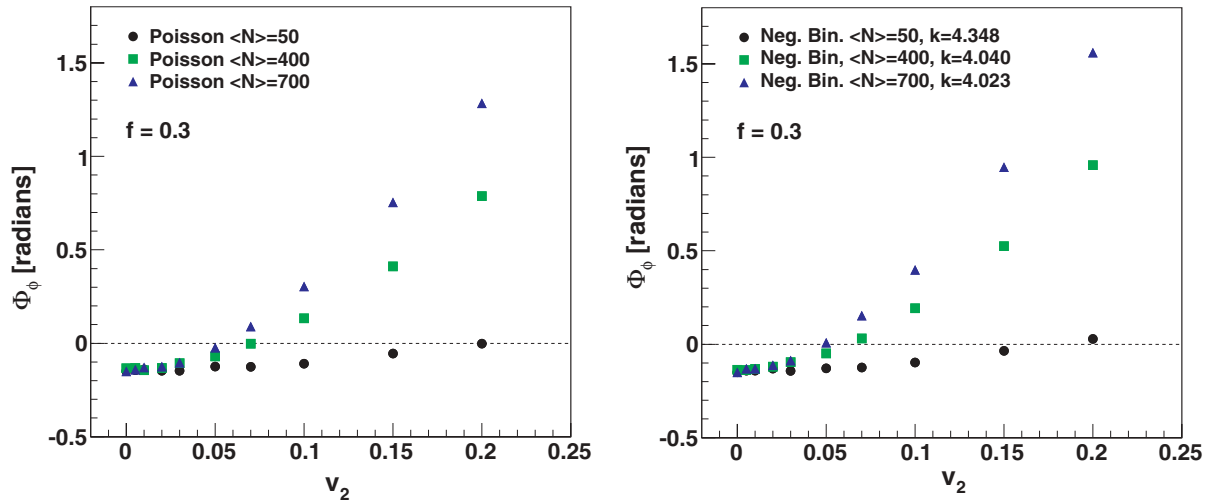 Poisson <N>=50
Poisson <N>=400
Poisson <N>=700
f = 0.3
Φϕ [radians]
1.5
1
0.5
0
-0.5
0 0.05 0.1 0.15 0.2 0.25
v2
Neg. Bin. <N>=50, k=4.348
Neg. Bin, <N>=400, k=4.040
Neg. Bin. <N>=700, k=4.023
f = 0.3
Φϕ [radians]
1.5
1
0.5
0
-0.5
0 0.05 0.1 0.15 0.2 0.25
v2